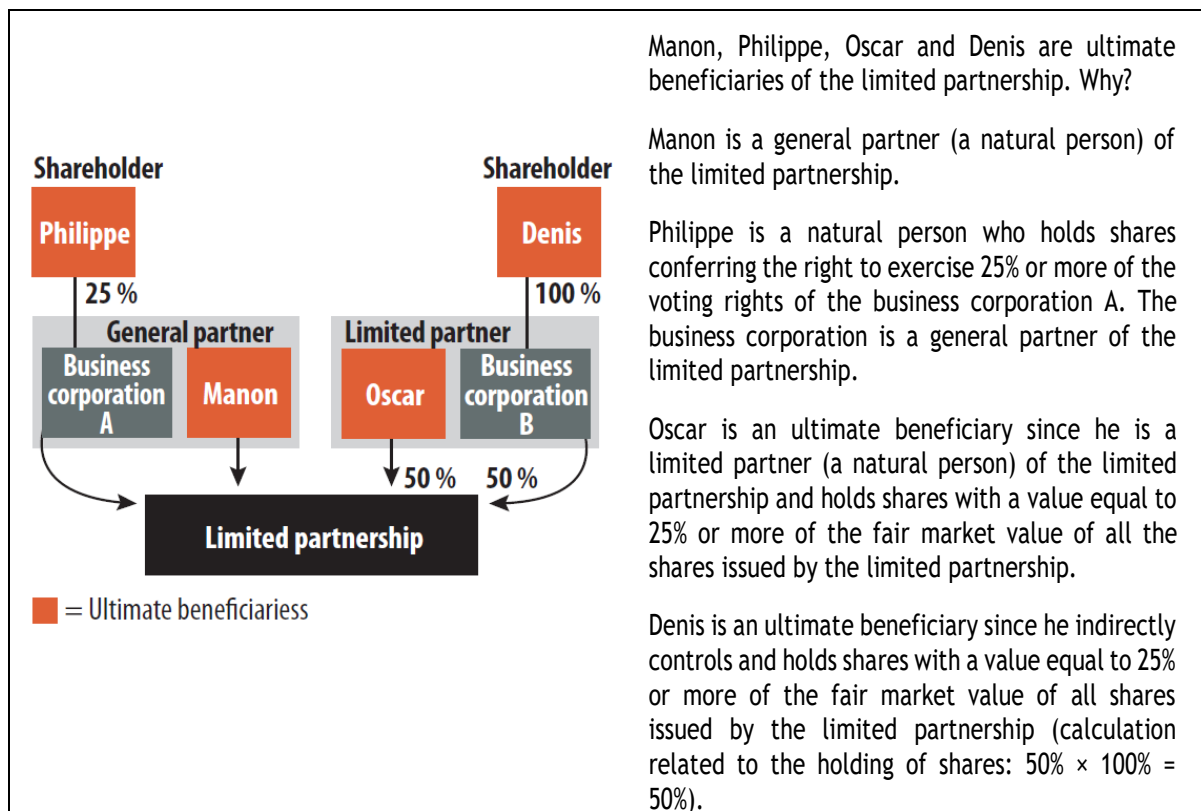 Shareholder
Shareholder
Philippe
Denis
25 %
100 %
General partner
Limited partner
Business
corporation
A
Manon
Oscar
Business
corporation
B
50 %
50 %
Limited partnership
= Ultimate beneficiariess
Manon, Philippe, Oscar and Denis are ultimate
beneficiaries of the limited partnership. Why?
Manon is a general partner (a natural person) of
the limited partnership.
Philippe is a natural person who holds shares
conferring the right to exercise 25% or more of the
voting rights of the business corporation A. The
business corporation is a general partner of the
limited partnership.
Oscar is an ultimate beneficiary since he is a
limited partner (a natural person) of the limited
partnership and holds shares with a value equal to
25% or more of the fair market value of all the
shares issued by the limited partnership.
Denis is an ultimate beneficiary since he indirectly
controls and holds shares with a value equal to 25%
or more of the fair market value of all shares
issued by the limited partnership (calculation
related to the holding of shares: 50% × 100% =
50%).